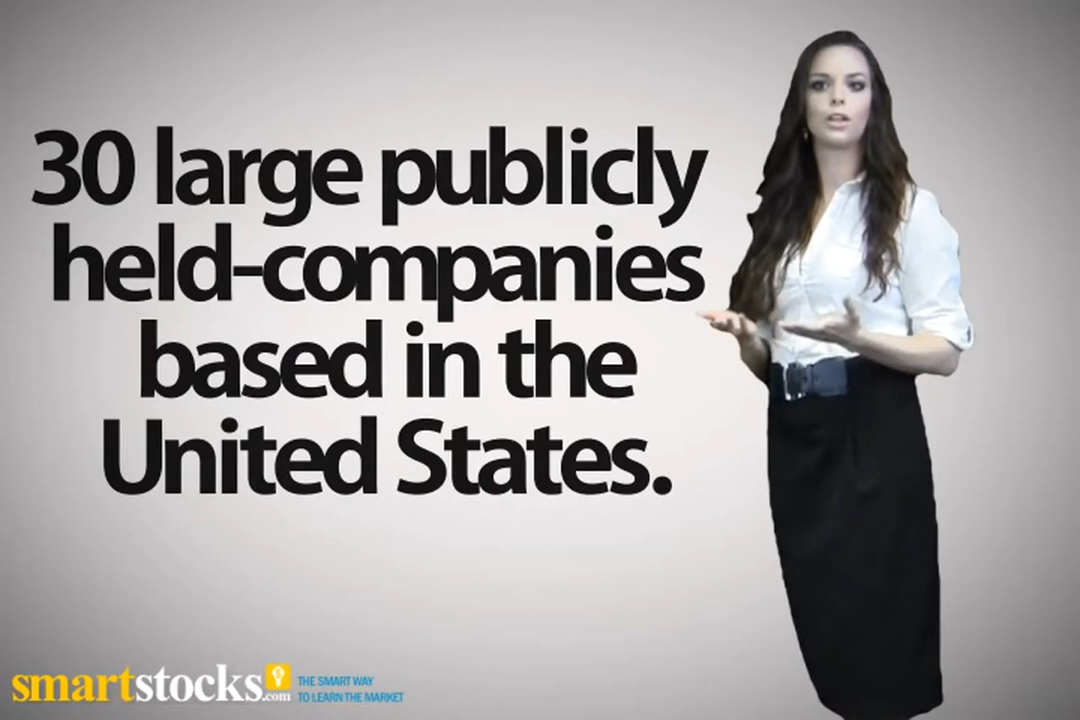 30 large publicly
held-companies
based in the
United States.
smartstocks.com
THE SMART WAY
TO LEARN THE MARKET